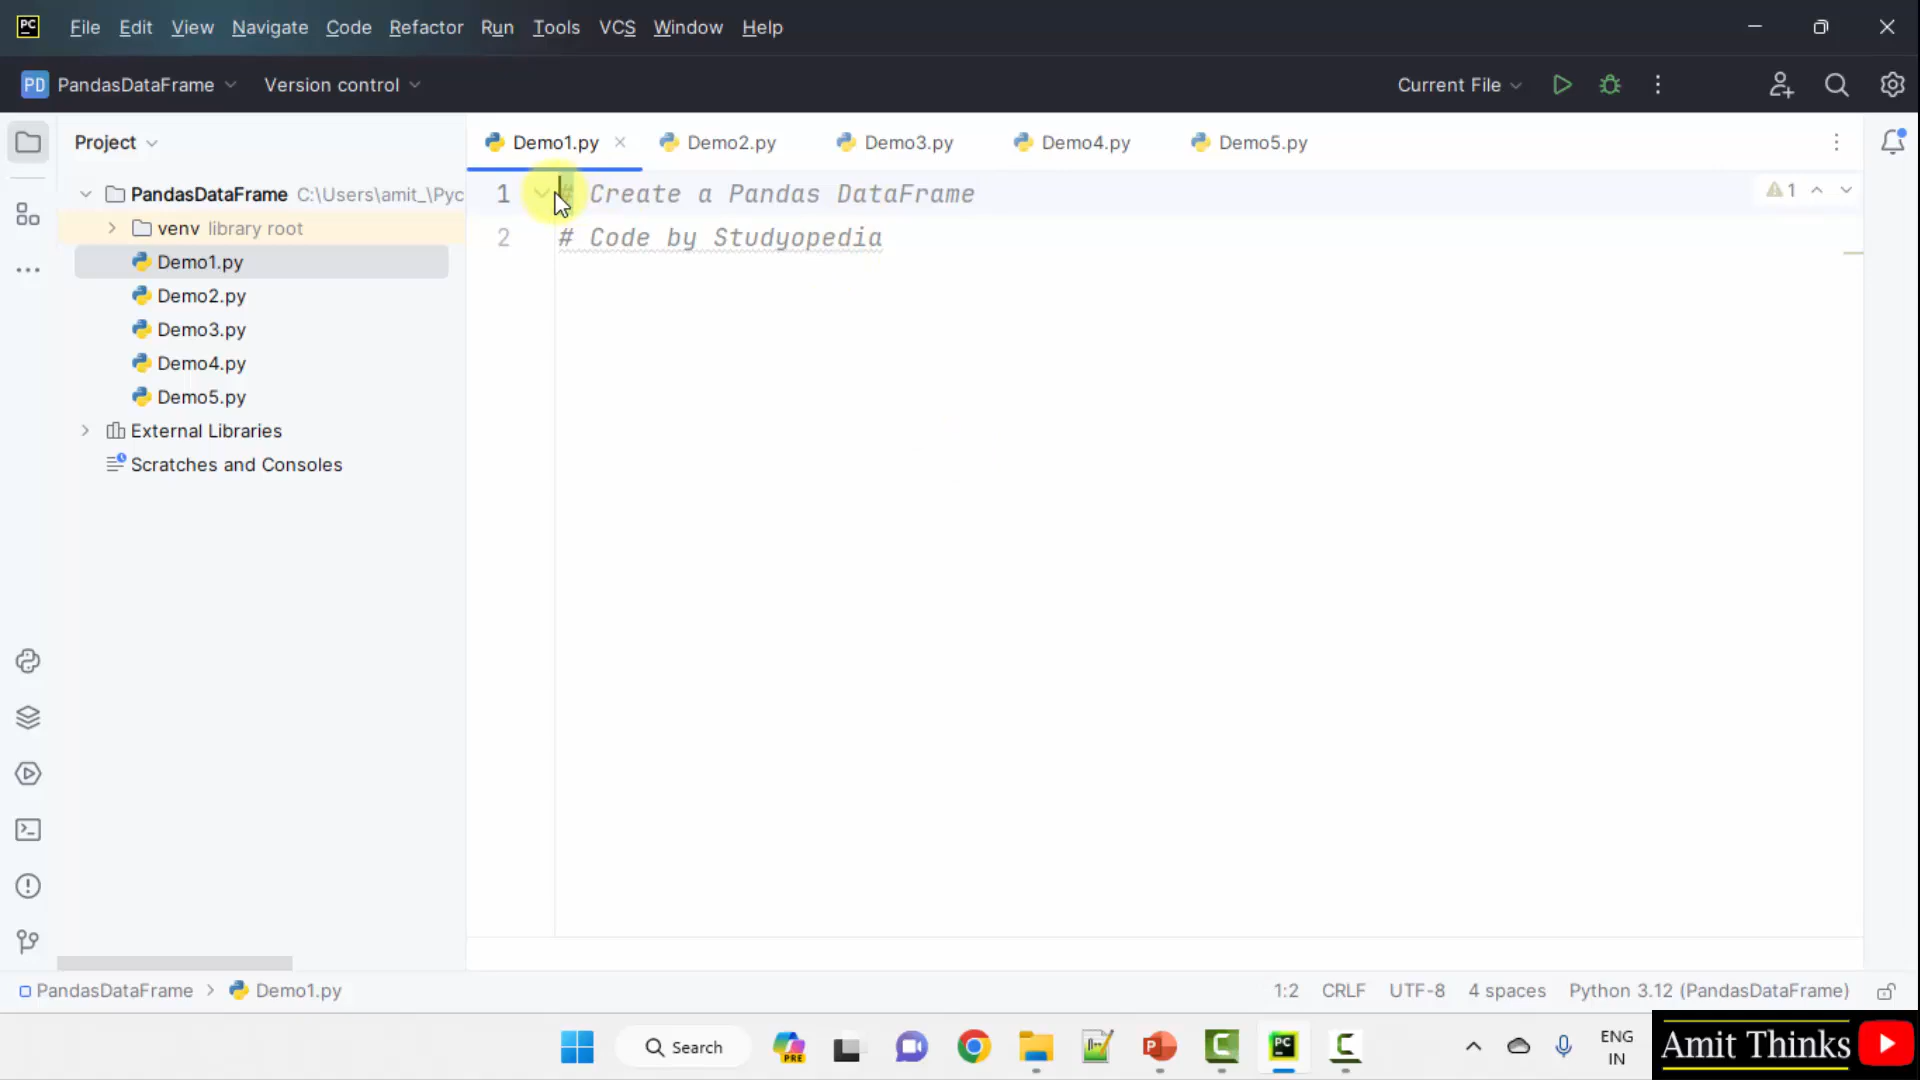 PC File Edit View Navigate Code Refactor Run Tools VCS Window Help
PD PandasDataFrame Version control Current File
Project
Demo1.py Demo2.py Demo3.py Demo4.py Demo5.py
PandasDataFrame C:\Users\amit_\Pyc
venv library root
Demo1.py
Demo2.py
Demo3.py
Demo4.py
Demo5.py
External Libraries
Scratches and Consoles
1 # Create a Pandas DataFrame
2 # Code by Studyopedia
1
PandasDataFrame > Demo1.py
1:2 CRLF UTF-8 4 spaces Python 3.12 (PandasDataFrame)
Search
PRE
PC
ENG
IN
Amit Thinks